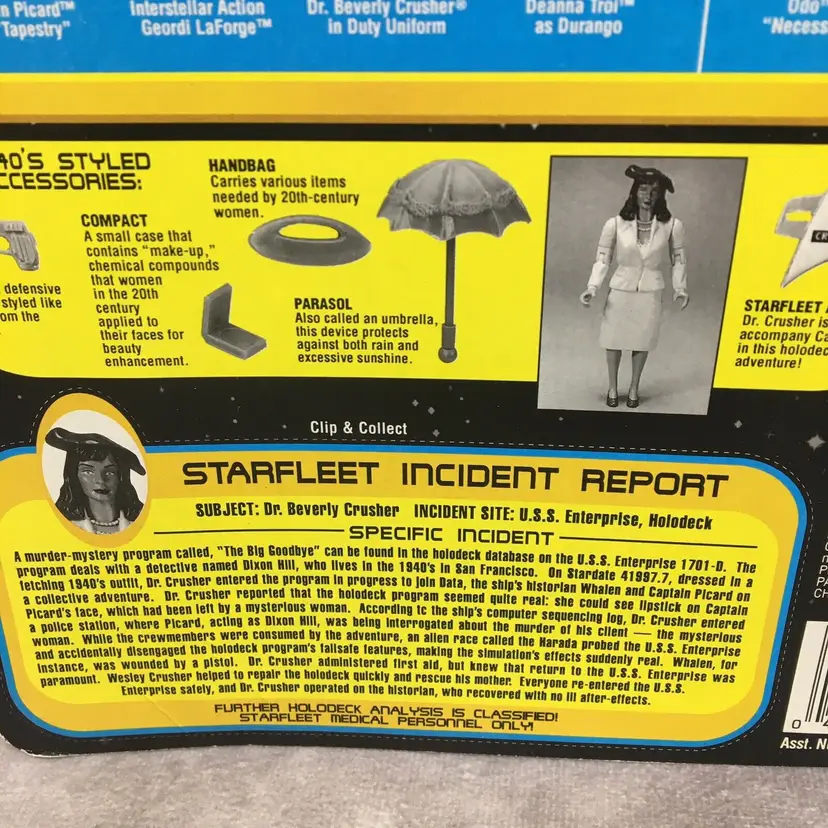 n Picard™
Tapestry"
Interstellar Action
Geordi LaForge™
Dr. Beverly Crusher®
in Duty Uniform
Deanna Troi™
as Durango
Odo
"Necess
40'S STYLED
CCESSORIES:
defensive
styled like
om the
COMPACT
A small case that
contains "make-up,"
chemical compounds
that women
in the 20th
century
applied to
their faces for
beauty
enhancement.
HANDBAG
Carries various items
needed by 20th-century
women.
PARASOL
Also called an umbrella,
this device protects
against both rain and
excessive sunshine.
STARFLEET
Dr. Crusher is
accompany Ca
in this holodec
adventure!
Clip & Collect
STARFLEET INCIDENT REPORT
SUBJECT: Dr. Beverly Crusher INCIDENT SITE: U.S.S. Enterprise, Holodeck
SPECIFIC INCIDENT
A murder-mystery program called, "The Big Goodbye" can be found in the holodeck database on the U.S.S. Enterprise 1701-D. The
program deals with a detective named Dixon Hill, who lives in the 1940's in San Francisco. On Stardate 41997.7, dressed in a
fetching 1940's outfit, Dr. Crusher entered the program in progress to join Data, the ship's historian Whalen and Captain Picard on
a collective adventure. Dr. Crusher reported that the holodeck program seemed quite real: she could see lipstick on Captain
Picard's face, which had been left by a mysterious woman. According to the ship's computer sequencing log, Dr. Crusher entered
a police station, where Picard, acting as Dixon Hill, was being interrogated about the murder of his client — the mysterious
woman. While the crewmembers were consumed by the adventure, an alien race called the Harada probed the U.S.S. Enterprise
and accidentally disengaged the holodeck program's failsafe features, making the simulation's effects suddenly real. Whalen, for
instance, was wounded by a pistol. Dr. Crusher administered first aid, but knew that return to the U.S.S. Enterprise was
paramount. Wesley Crusher helped to repair the holodeck quickly and rescue his mother. Everyone re-entered the U.S.S.
Enterprise safely, and Dr. Crusher operated on the historian, who recovered with no ill after-effects.
FURTHER HOLODECK ANALYSIS IS CLASSIFIED!
STARFLEET MEDICAL PERSONNEL ONLY!
0
Asst. N